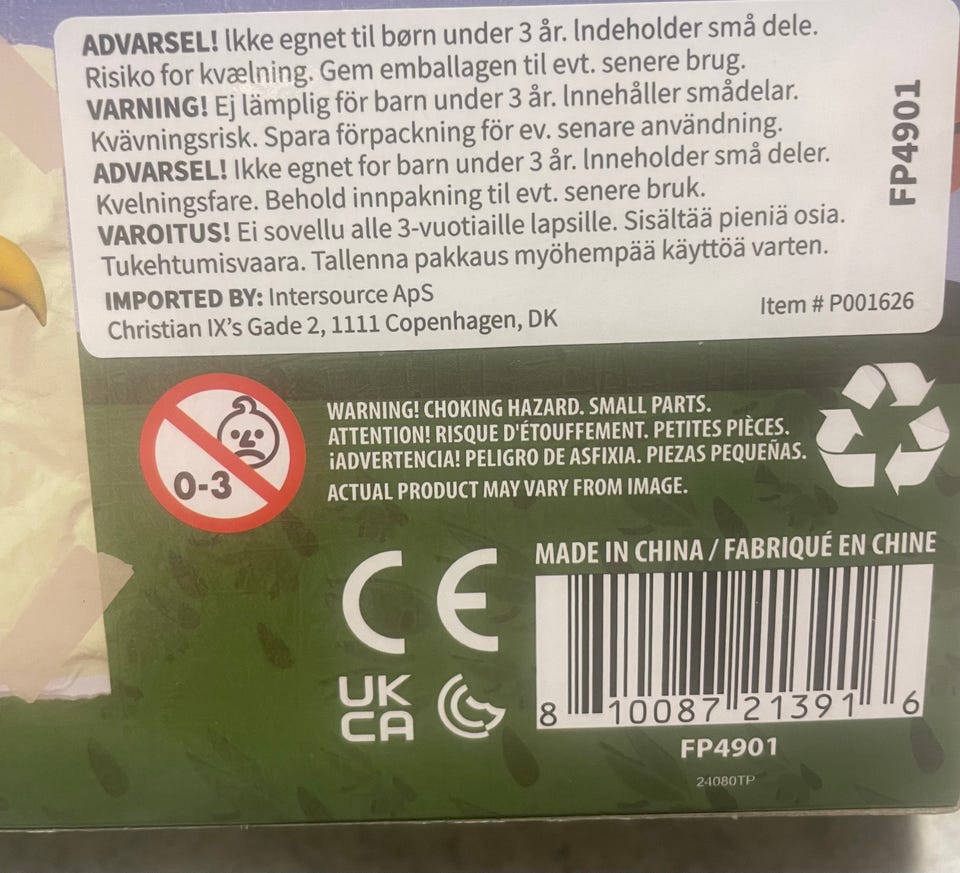 ADVARSEL! Ikke egnet til børn under 3 år. Indeholder små dele.
Risiko for kvælning. Gem emballagen til evt. senere brug.
VARNING! Ej lämplig för barn under 3 år. Innehåller smådelar.
Kvävningsrisk. Spara förpackning för ev. senare användning.
ADVARSEL! Ikke egnet for barn under 3 år. Inneholder små deler.
Kvelningsfare. Behold innpakning til evt. senere bruk.
VAROITUS! Ei sovellu alle 3-vuotiaille lapsille. Sisältää pieniä osia.
Tukehtumisvaara. Tallenna pakkaus myöhempää käyttöä varten.
IMPORTED BY: Intersource ApS
Christian IX's Gade 2, 1111 Copenhagen, DK
Item # P001626
FP4901
0-3
WARNING! CHOKING HAZARD. SMALL PARTS.
ATTENTION! RISQUE D'ÉTOUFFEMENT. PETITES PIÈCES.
¡ADVERTENCIA! PELIGRO DE ASFIXIA. PIEZAS PEQUEÑAS.
ACTUAL PRODUCT MAY VARY FROM IMAGE.
CE
UK
CA
MADE IN CHINA / FABRIQUÉ EN CHINE
8 10087 21391 6
FP4901
24080TP